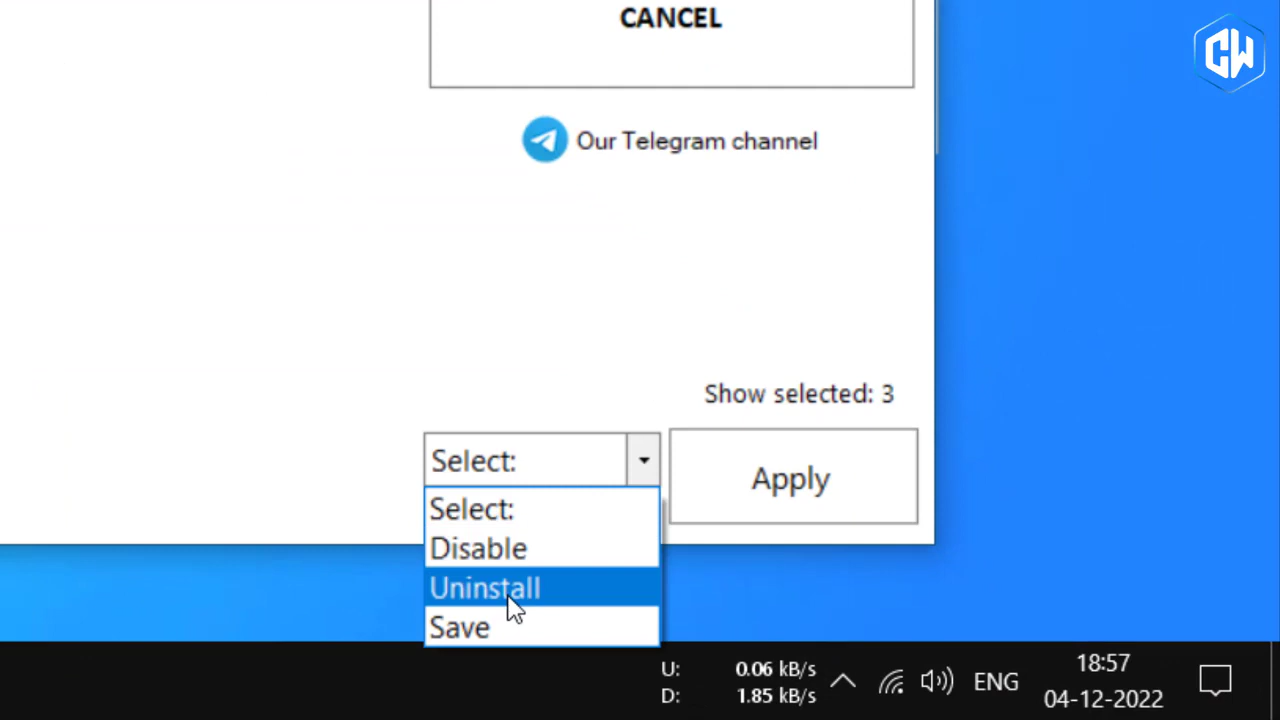 CANCEL
CW
Our Telegram channel
Show selected: 3
Select:
Apply
Select:
Disable
Uninstall
Save
U: 0.06 kB/s
D: 1.85 kB/s
ENG
18:57
04-12-2022